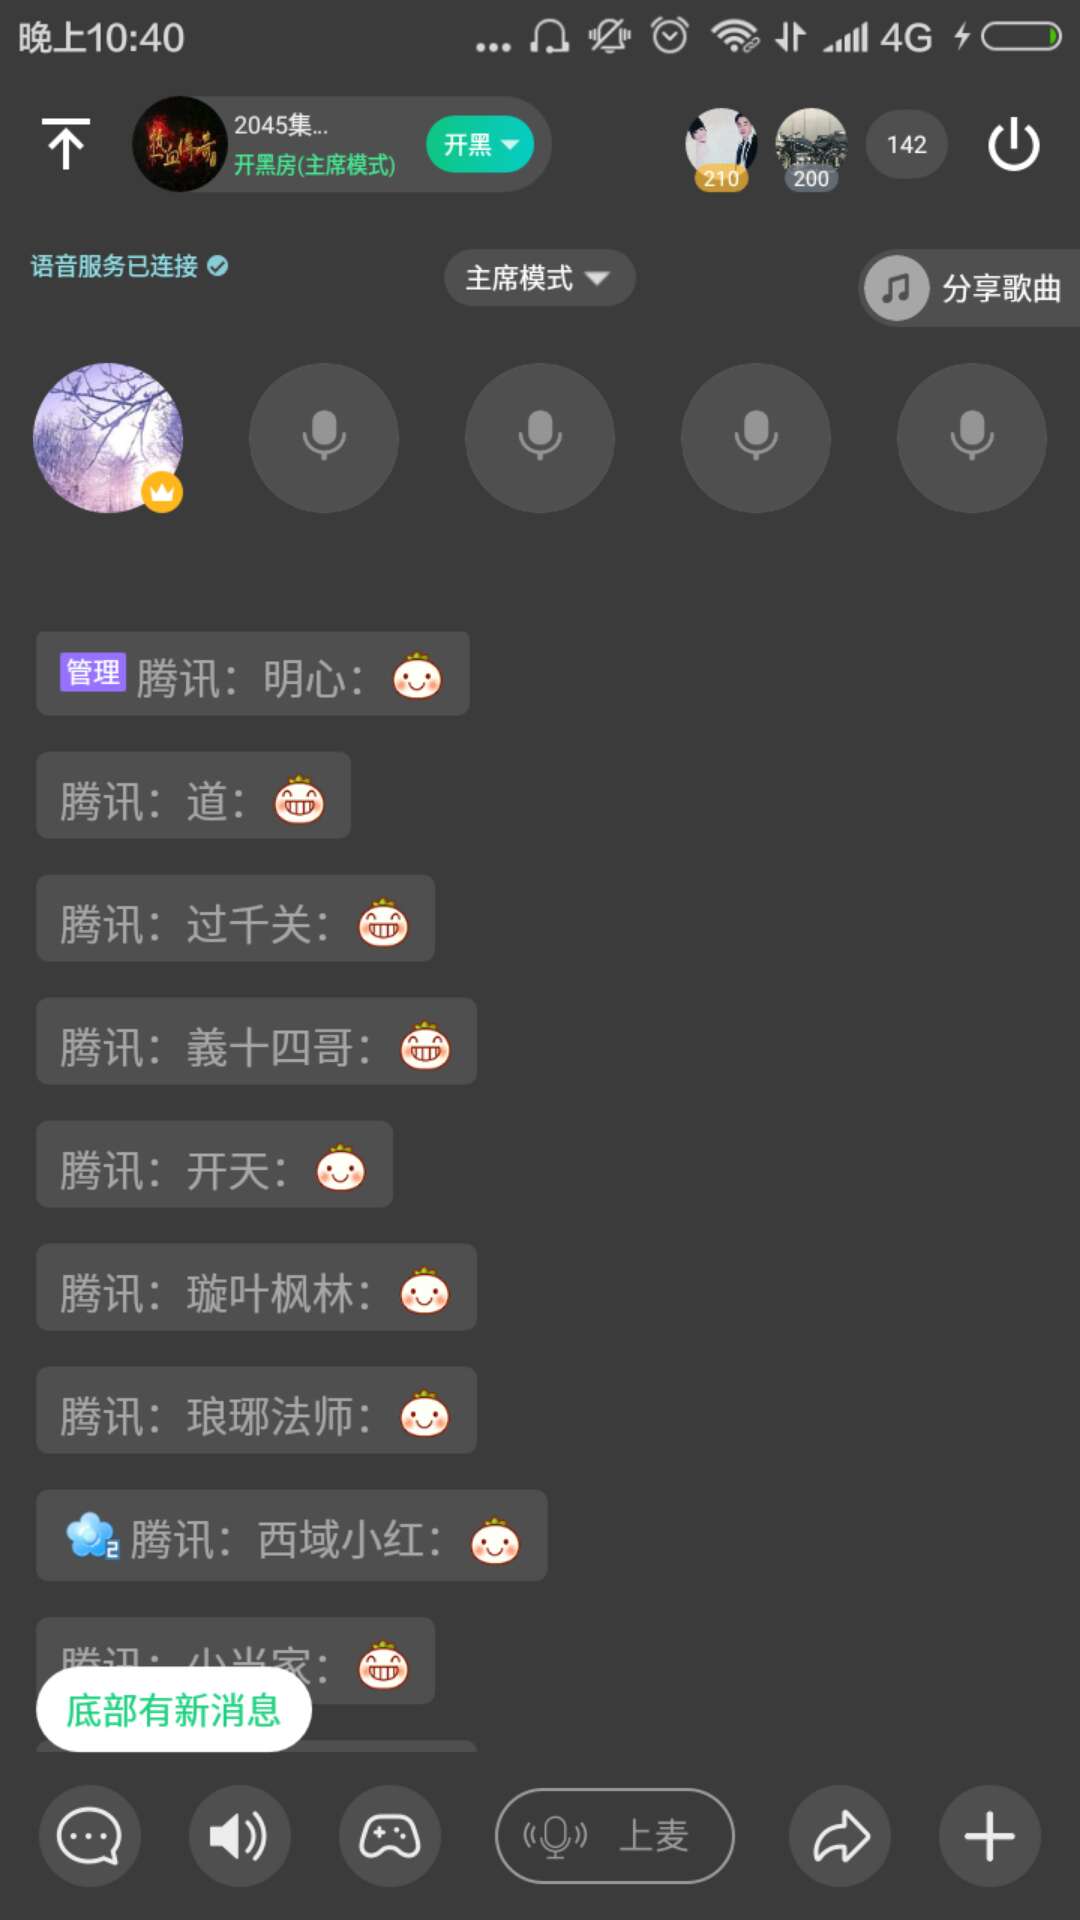 晚上10:40
4G
2045集...
开黑房(主席模式)
开黑
210
200
142
热血传奇
语音服务已连接
主席模式
分享歌曲
管理 腾讯：明心：
腾讯：道：
腾讯：过千关：
腾讯：義十四哥：
腾讯：开天：
腾讯：璇叶枫林：
腾讯：琅琊法师：
2 腾讯：西域小红：
腾讯：小当家：
底部有新消息
上麦